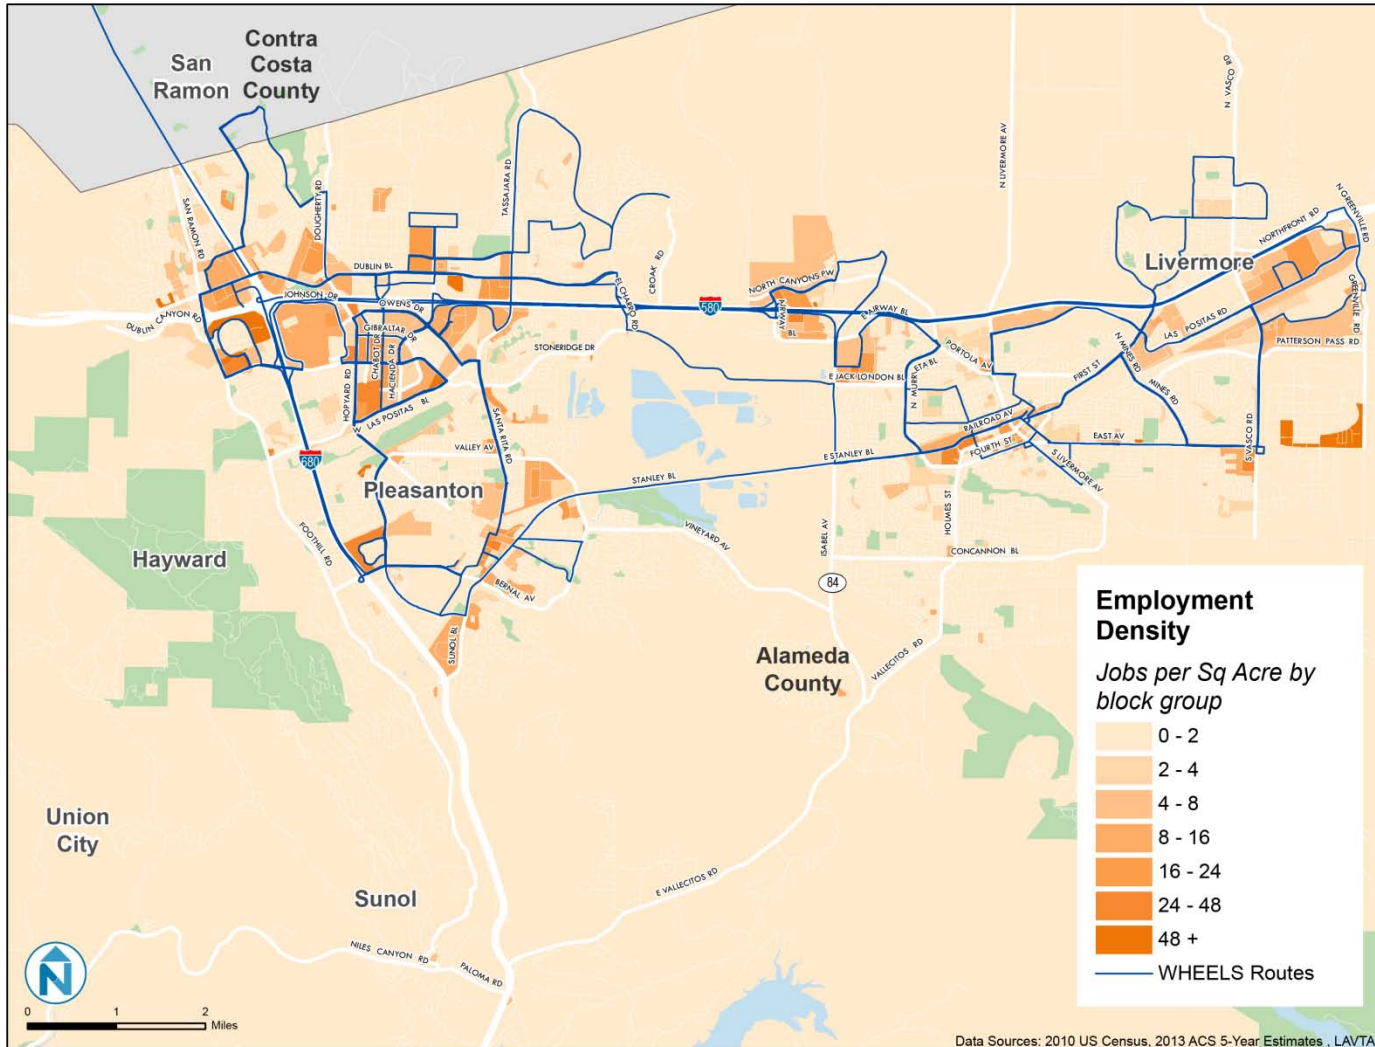 Contra
Costa
County
San
Ramon
N VASCO RD
N LIVERMORE AV
TASSAJARA RD
DOUGHERTY RD
SAN RAMON RD
N GREENVILLE RD
NORTHFRONT RD
Livermore
CROAK RD
DUBLIN BL
NORTH CANYONS PW
EL CHARRO RD
580
JOHNSON DR
OWENS DR
AIRWAY BL
E AIRWAY BL
GREENVILLE RD
DUBLIN CANYON RD
GIBRALTAR DR
CHABOT DR
HACIENDA DR
STONERIDGE DR
LAS POSITAS RD
PATTERSON PASS RD
PORTOLA AV
N MURRIETA BL
E JACK LONDON BL
FIRST ST
N MINES RD
MINES RD
HOPYARD RD
W LAS POSITAS BL
SANTA RITA RD
RAILROAD AV
FOURTH ST
EAST AV
S VASCO RD
VALLEY AV
680
E STANLEY BL
STANLEY BL
S LIVERMORE AV
Pleasanton
HOLMES ST
ISABEL AV
VINEYARD AV
CONCANNON BL
FOOTHILL RD
Hayward
84
BERNAL AV
SUNOL BL
Alameda
County
VALLECITOS RD
Employment
Density
Jobs per Sq Acre by
block group
0 - 2
2 - 4
4 - 8
8 - 16
16 - 24
24 - 48
48 +
WHEELS Routes
Union
City
Sunol
E VALLECITOS RD
NILES CANYON RD
PALOMA RD
N
0 1 2
Miles
Data Sources: 2010 US Census, 2013 ACS 5-Year Estimates , LAVTA